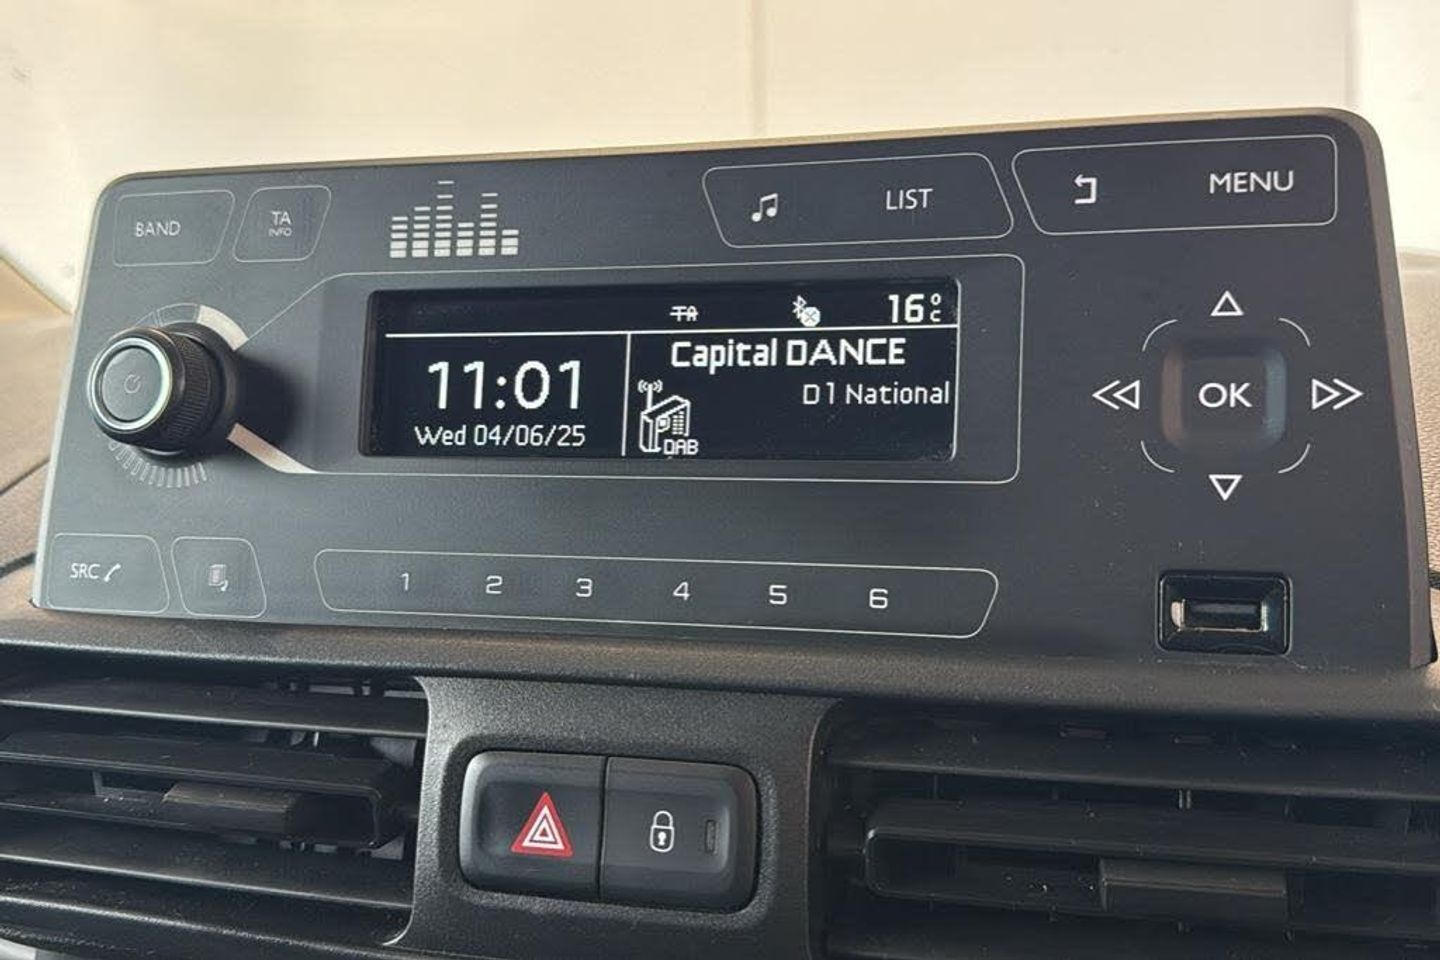 BAND
TA
INFO
LIST
MENU
TA
16°C
11:01
Wed 04/06/25
Capital DANCE
D1 National
DAB
OK
SRC
1 2 3 4 5 6